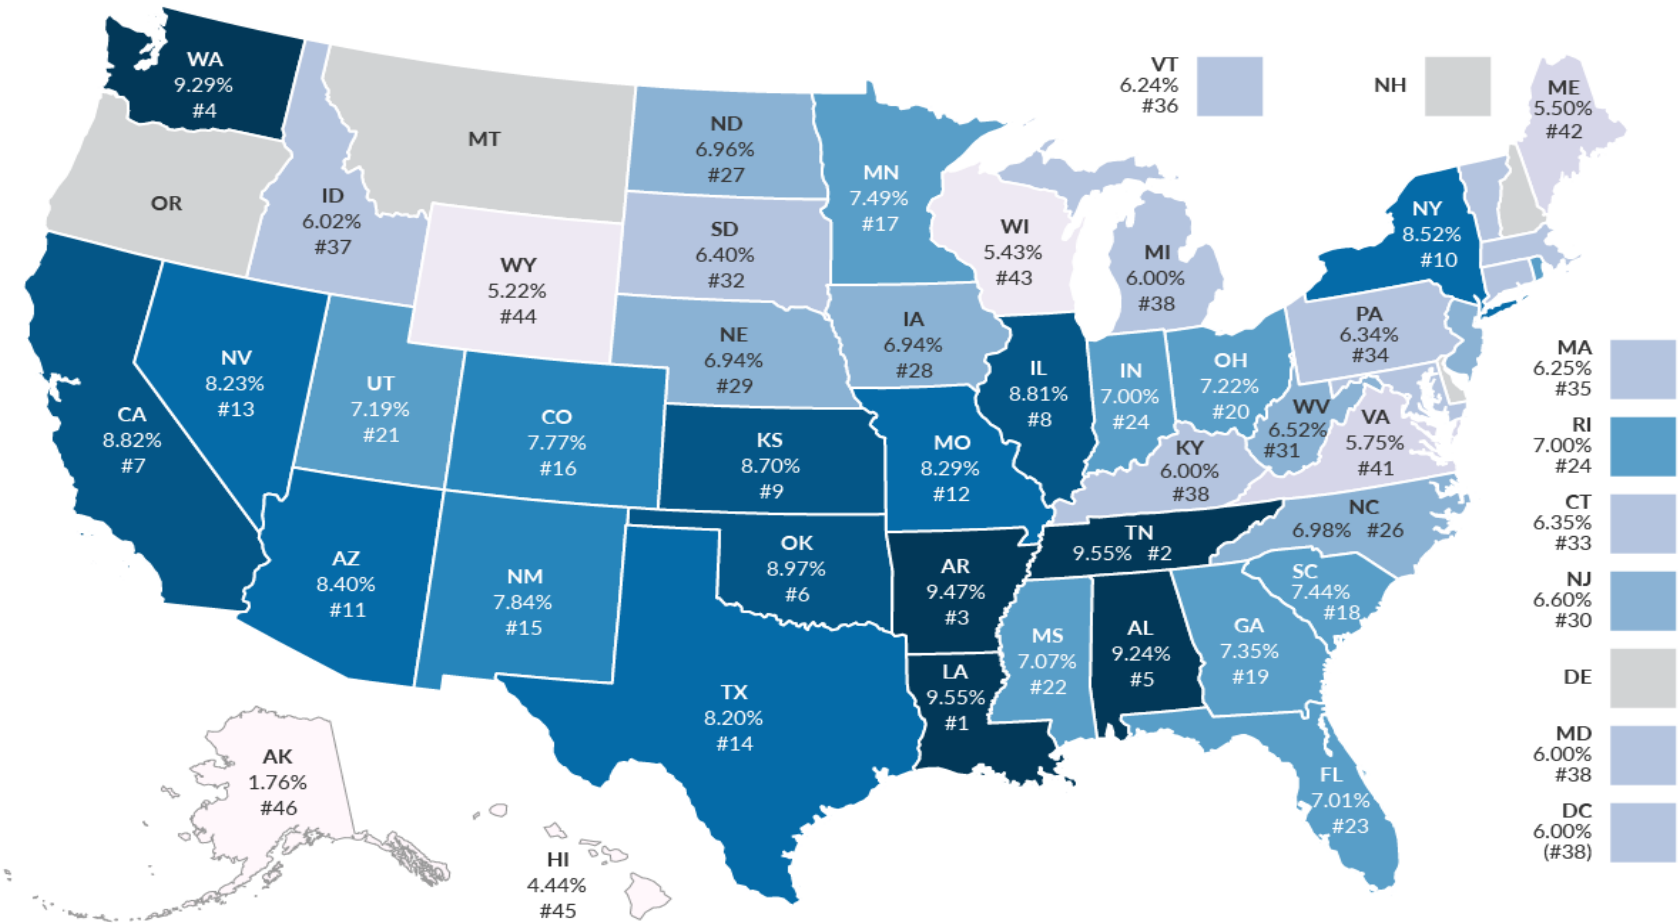 WA
9.29%
#4
MT
OR
ID
6.02%
#37
WY
5.22%
#44
ND
6.96%
#27
SD
6.40%
#32
NE
6.94%
#29
MN
7.49%
#17
IA
6.94%
#28
WI
5.43%
#43
MI
6.00%
#38
VT
6.24%
#36
NH
ME
5.50%
#42
NY
8.52%
#10
PA
6.34%
#34
NV
8.23%
#13
UT
7.19%
#21
CA
8.82%
#7
CO
7.77%
#16
KS
8.70%
#9
MO
8.29%
#12
IL
8.81%
#8
IN
7.00%
#24
OH
7.22%
#20
WV
6.52%
#31
VA
5.75%
#41
KY
6.00%
#38
NC
6.98% #26
TN
9.55% #2
SC
7.44%
#18
AZ
8.40%
#11
NM
7.84%
#15
OK
8.97%
#6
AR
9.47%
#3
TX
8.20%
#14
LA
9.55%
#1
MS
7.07%
#22
AL
9.24%
#5
GA
7.35%
#19
FL
7.01%
#23
AK
1.76%
#46
HI
4.44%
#45
MA
6.25%
#35
RI
7.00%
#24
CT
6.35%
#33
NJ
6.60%
#30
DE
MD
6.00%
#38
DC
6.00%
(#38)